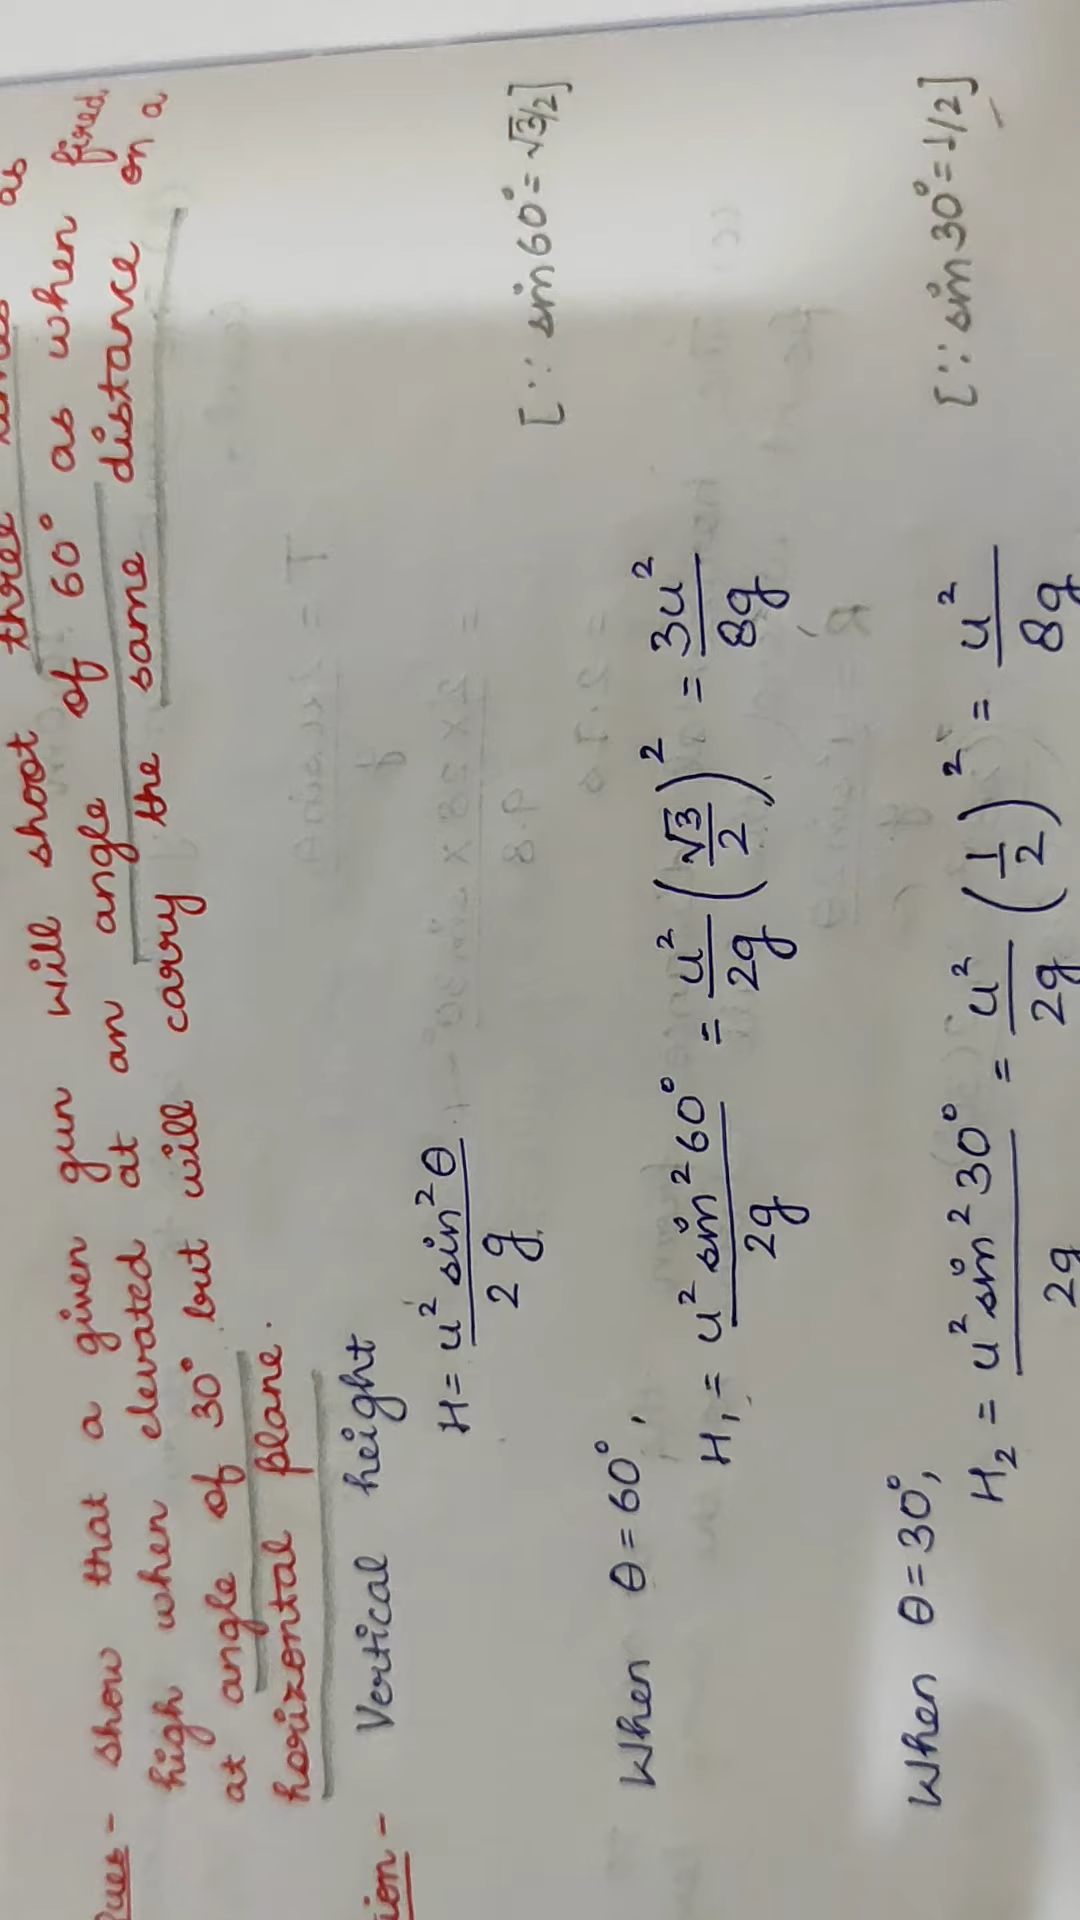 Ques - show that a given gun will shoot three times as
high when elevated at an angle of 60° as when fired
at angle of 30° but will carry the same distance on a
horizontal plane.
ion - Vertical height
H = u² sin²θ / 2g
When θ = 60°,
H₁ = u² sin² 60° / 2g = u² / 2g (√3 / 2)² = 3u² / 8g [∵ sin 60° = √3/2]
When θ = 30°,
H₂ = u² sin² 30° / 2g = u² / 2g (1 / 2)² = u² / 8g [∵ sin 30° = 1/2]